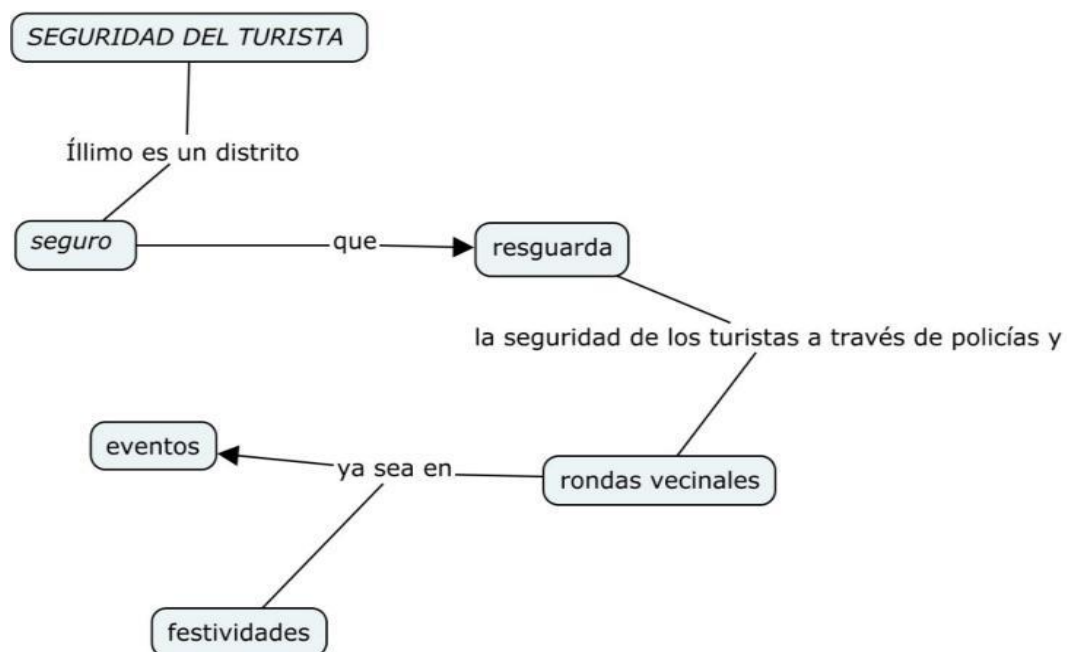 SEGURIDAD DEL TURISTA
Íllimo es un distrito
seguro
que
resguarda
la seguridad de los turistas a través de policías y
rondas vecinales
ya sea en
eventos
festividades